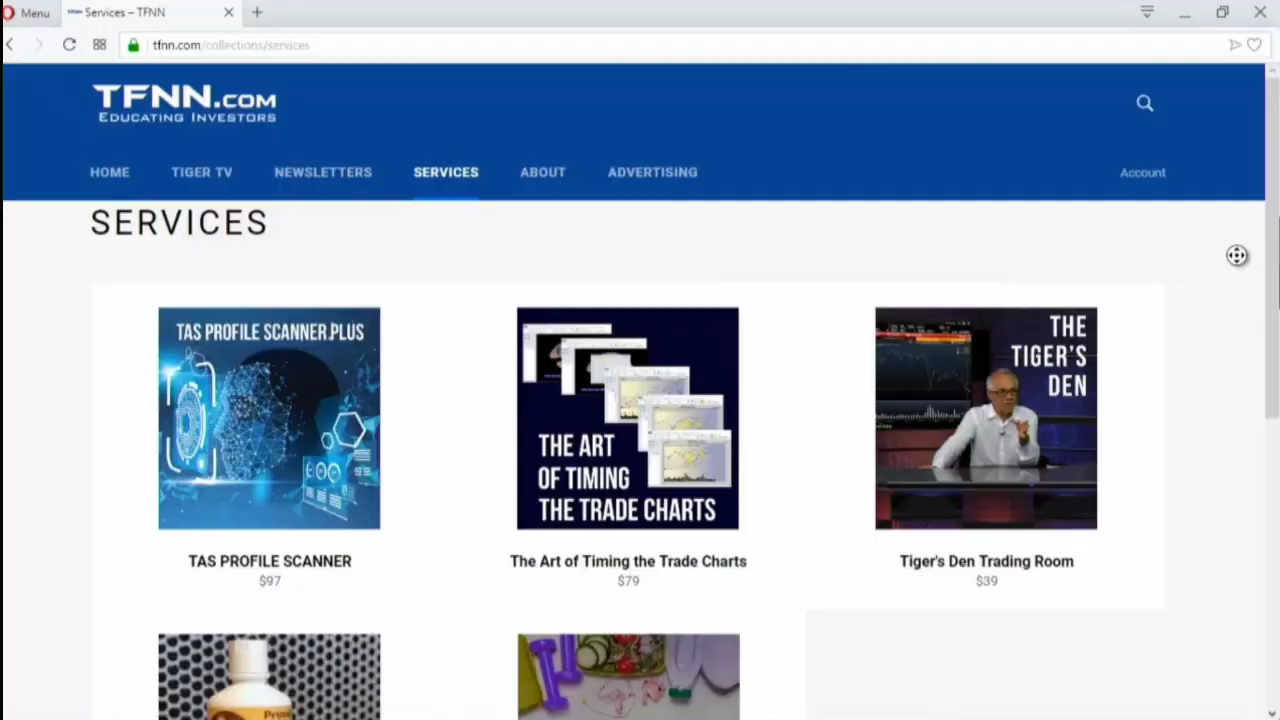 Menu
Services – TFNN
tfnn.com/collections/services
TFNN.COM
EDUCATING INVESTORS
HOME
TIGER TV
NEWSLETTERS
SERVICES
ABOUT
ADVERTISING
Account
SERVICES
TAS PROFILE SCANNER PLUS
THE ART
OF TIMING
THE TRADE CHARTS
THE
TIGER'S
DEN
TAS PROFILE SCANNER
$97
The Art of Timing the Trade Charts
$79
Tiger's Den Trading Room
$39